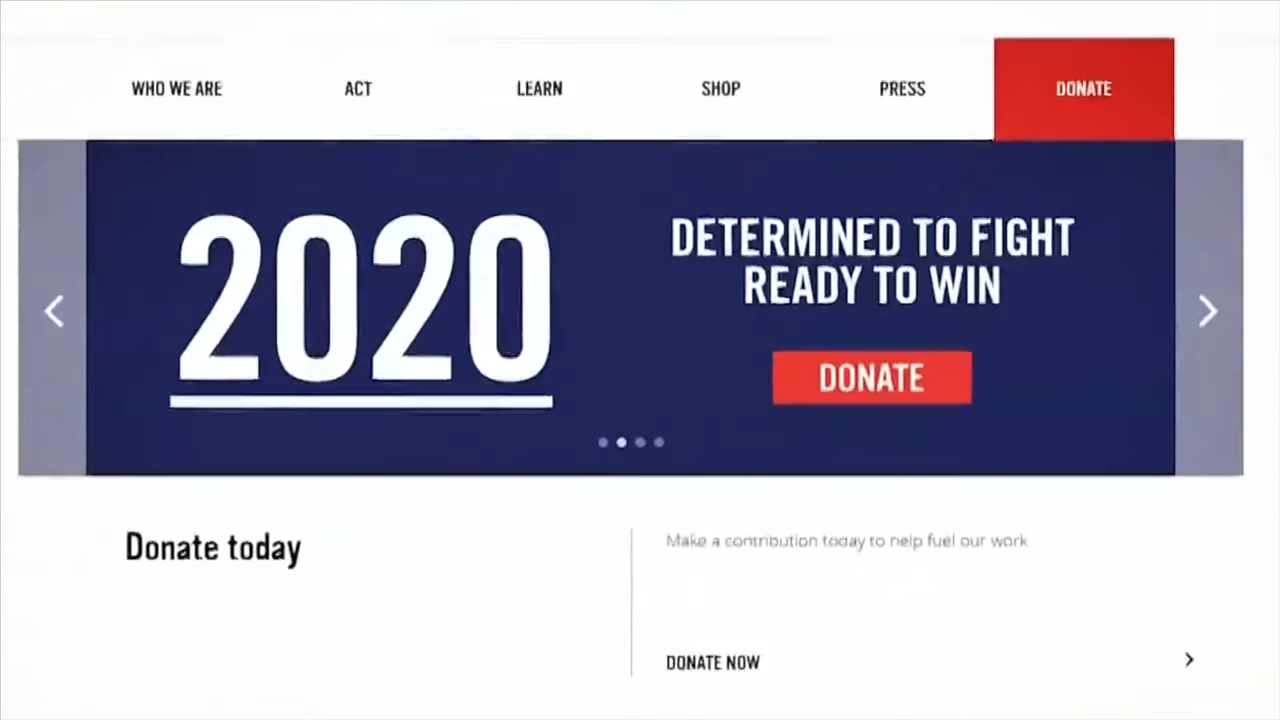 WHO WE ARE ACT LEARN SHOP PRESS DONATE
2020
DETERMINED TO FIGHT
READY TO WIN
DONATE
Donate today
Make a contribution today to help fuel our work
DONATE NOW